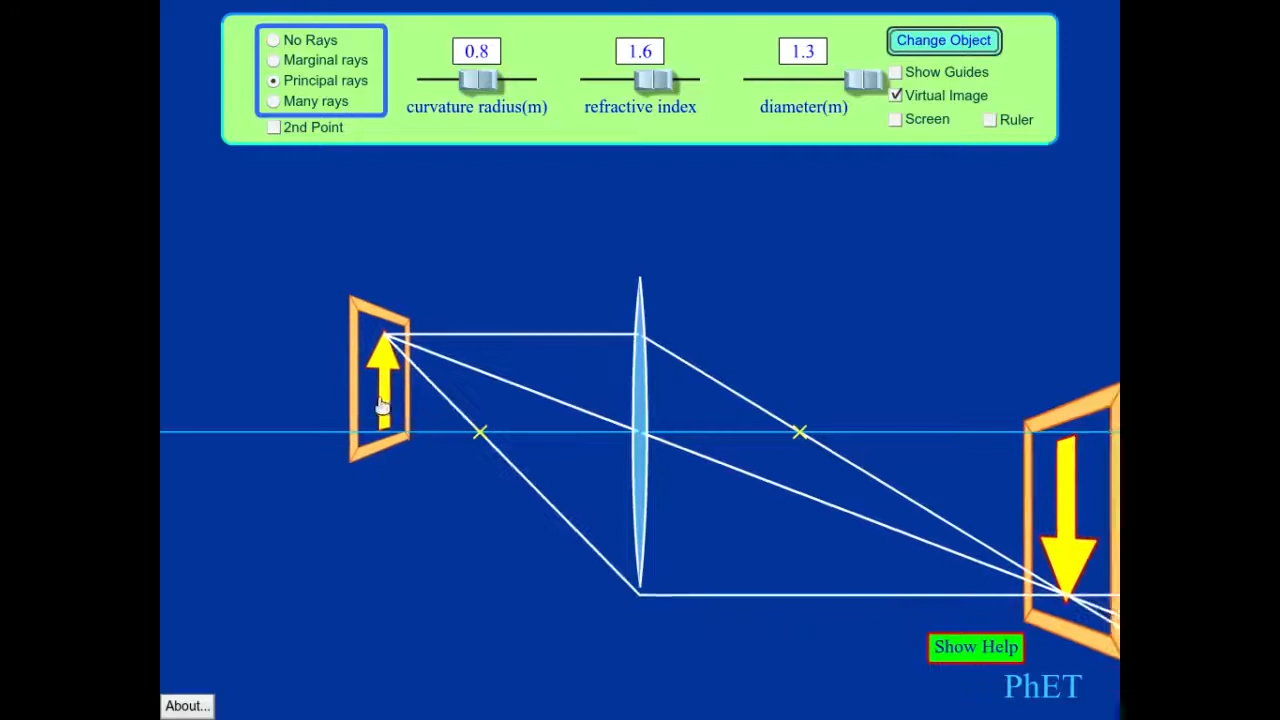 No Rays
Marginal rays
Principal rays
Many rays
2nd Point
0.8
curvature radius(m)
1.6
refractive index
1.3
diameter(m)
Change Object
Show Guides
Virtual Image
Screen Ruler
Show Help
PhET
About...